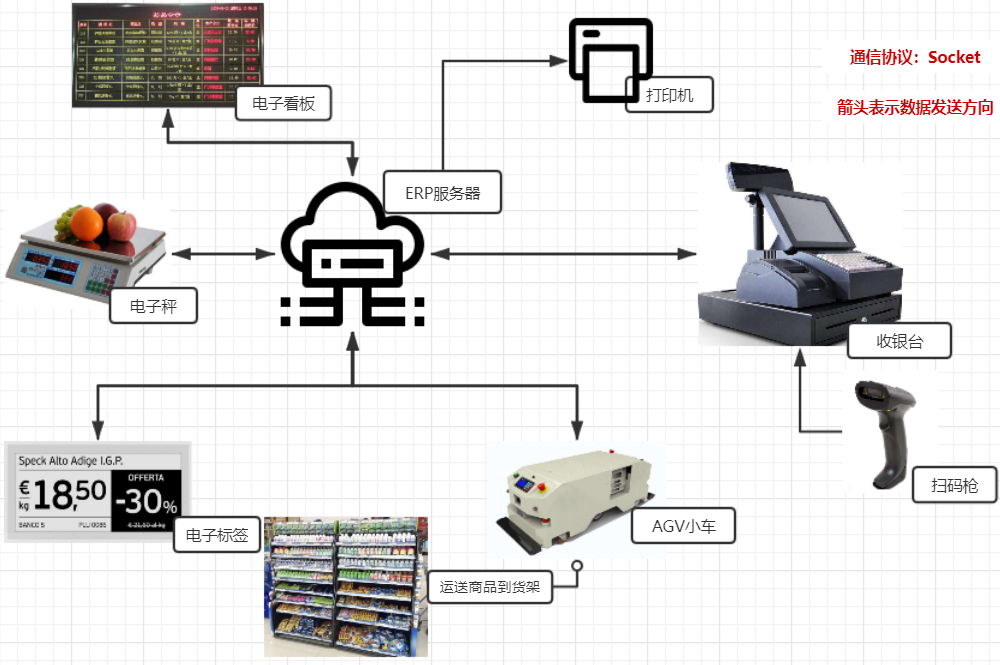 电子看板
打印机
通信协议：Socket
箭头表示数据发送方向
ERP服务器
电子秤
收银台
扫码枪
Speck Alto Adige I.G.P.
OFFERTA
€
kg
18,50
-30%
BANCO 5
PLU 0086
€ 21,50 al kg
电子标签
AGV小车
运送商品到货架